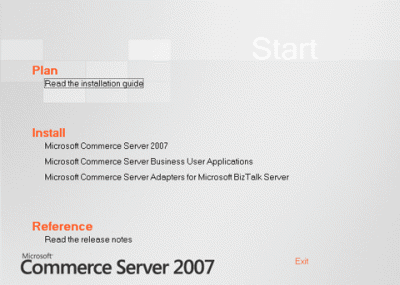 Start
Plan
Read the installation guide
Install
Microsoft Commerce Server 2007
Microsoft Commerce Server Business User Applications
Microsoft Commerce Server Adapters for Microsoft BizTalk Server
Reference
Read the release notes
Microsoft
Commerce Server 2007
Exit